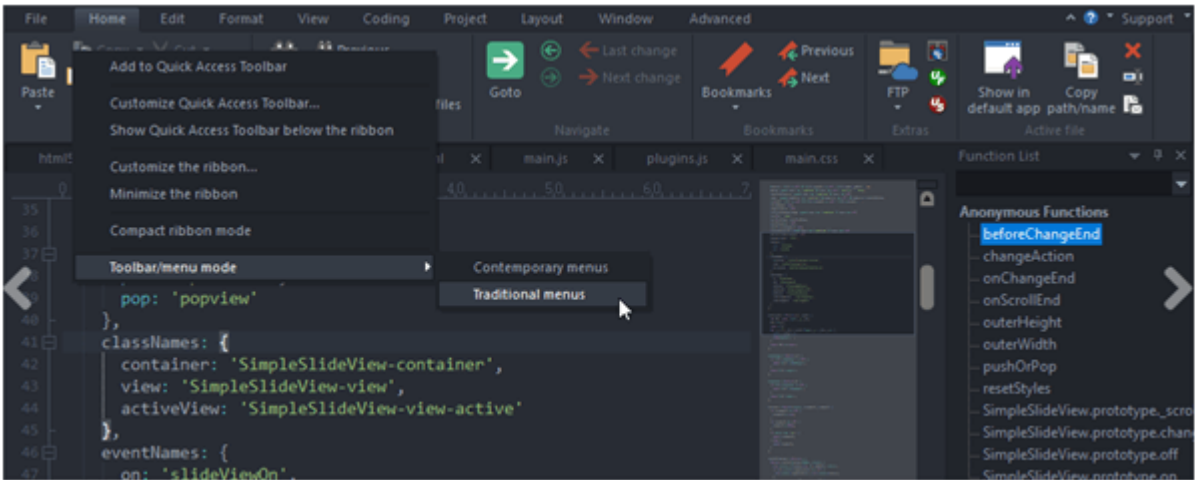 File Home Edit Format View Coding Project Layout Window Advanced Support
Paste
Add to Quick Access Toolbar
Customize Quick Access Toolbar...
Show Quick Access Toolbar below the ribbon
Customize the ribbon...
Minimize the ribbon
Compact ribbon mode
Toolbar/menu mode
Contemporary menus
Traditional menus
Previous
files
Goto
Last change
Next change
Navigate
Bookmarks
Previous
Next
Bookmarks
FTP
Extras
Show in
default app
Copy
path/name
Active file
main.js plugins.js main.css
40 50 60 7
35
36
37
pop: 'popview'
40 },
41 classNames: {
42 container: 'SimpleSlideView-container',
43 view: 'SimpleSlideView-view',
44 activeView: 'SimpleSlideView-view-active'
45 },
46 eventNames: {
47 on: 'slideViewOn',
Function List
Anonymous Functions
beforeChangeEnd
changeAction
onChangeEnd
onScrollEnd
outerHeight
outerWidth
pushOrPop
resetStyles
SimpleSlideView.prototype._scro
SimpleSlideView.prototype.chan
SimpleSlideView.prototype.off
SimpleSlideView.prototype.on